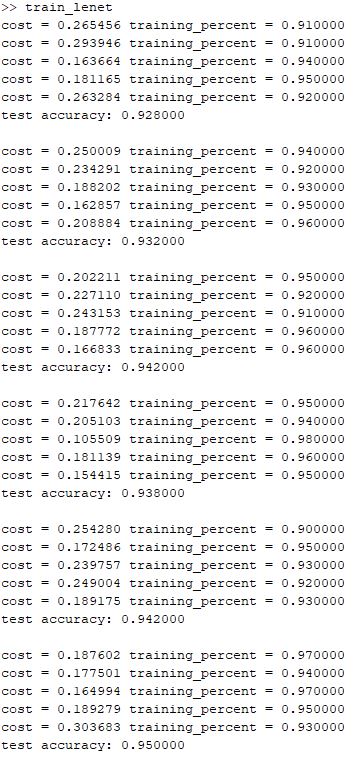 >> train_lenet
cost = 0.265456 training_percent = 0.910000
cost = 0.293946 training_percent = 0.910000
cost = 0.163664 training_percent = 0.940000
cost = 0.181165 training_percent = 0.950000
cost = 0.263284 training_percent = 0.920000
test accuracy: 0.928000
cost = 0.250009 training_percent = 0.940000
cost = 0.234291 training_percent = 0.920000
cost = 0.188202 training_percent = 0.930000
cost = 0.162857 training_percent = 0.950000
cost = 0.208884 training_percent = 0.960000
test accuracy: 0.932000
cost = 0.202211 training_percent = 0.950000
cost = 0.227110 training_percent = 0.920000
cost = 0.243153 training_percent = 0.910000
cost = 0.187772 training_percent = 0.960000
cost = 0.166833 training_percent = 0.960000
test accuracy: 0.942000
cost = 0.217642 training_percent = 0.950000
cost = 0.205103 training_percent = 0.940000
cost = 0.105509 training_percent = 0.980000
cost = 0.181139 training_percent = 0.960000
cost = 0.154415 training_percent = 0.950000
test accuracy: 0.938000
cost = 0.254280 training_percent = 0.900000
cost = 0.172486 training_percent = 0.950000
cost = 0.239757 training_percent = 0.930000
cost = 0.249004 training_percent = 0.920000
cost = 0.189175 training_percent = 0.930000
test accuracy: 0.942000
cost = 0.187602 training_percent = 0.970000
cost = 0.177501 training_percent = 0.940000
cost = 0.164994 training_percent = 0.970000
cost = 0.189279 training_percent = 0.950000
cost = 0.303683 training_percent = 0.930000
test accuracy: 0.950000